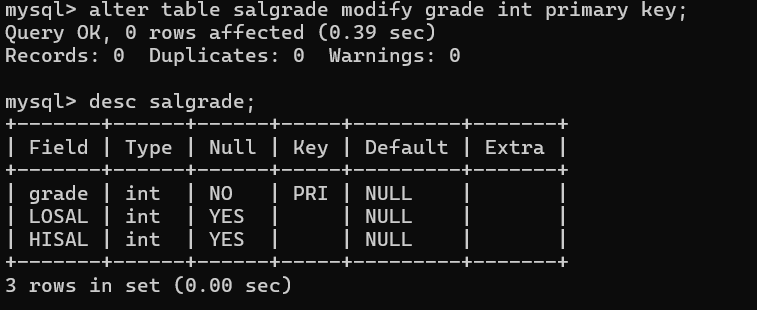 mysql> alter table salgrade modify grade int primary key;
Query OK, 0 rows affected (0.39 sec)
Records: 0  Duplicates: 0  Warnings: 0

mysql> desc salgrade;
+-------+------+------+-----+---------+-------+
| Field | Type | Null | Key | Default | Extra |
+-------+------+------+-----+---------+-------+
| grade | int  | NO   | PRI | NULL    |       |
| LOSAL | int  | YES  |     | NULL    |       |
| HISAL | int  | YES  |     | NULL    |       |
+-------+------+------+-----+---------+-------+
3 rows in set (0.00 sec)